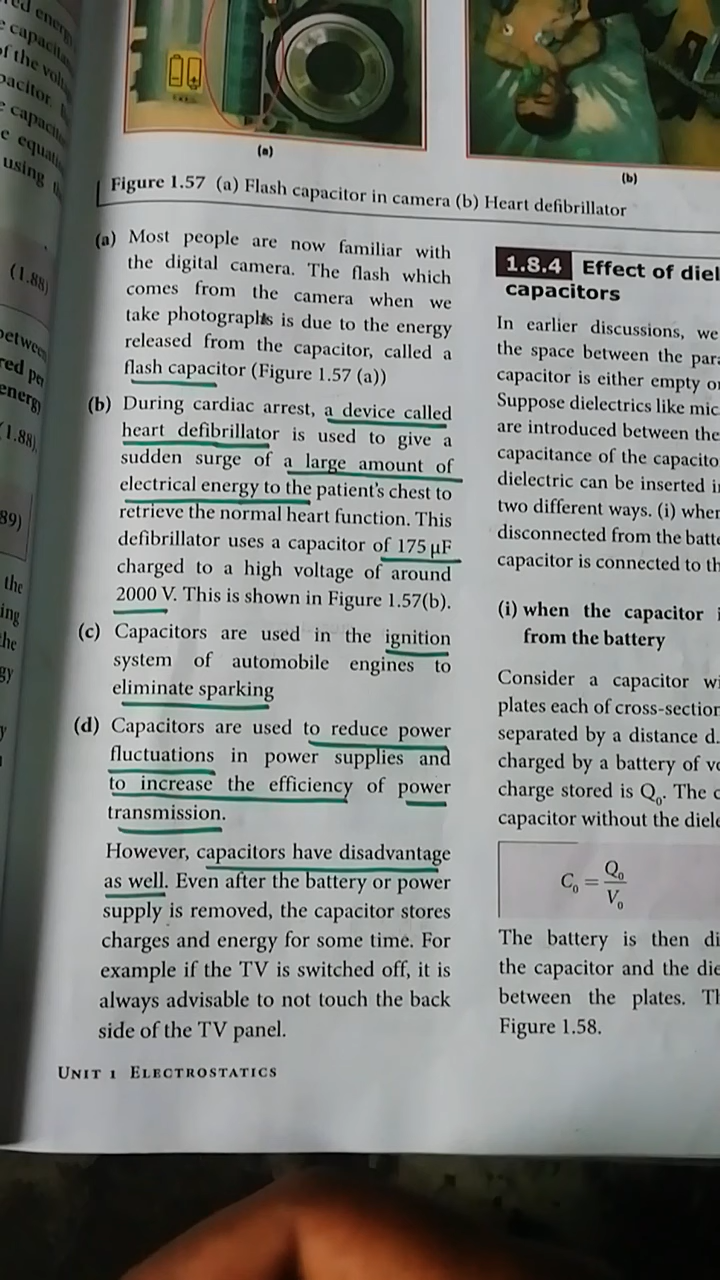 red energ
e capacita
of the volt
pacitor.
e capacito
e equati
using
(1.88)
between
red per
energy
(1.88),
89)
the
ing
the
gy
y
(a)
(b)
Figure 1.57 (a) Flash capacitor in camera (b) Heart defibrillator
(a) Most people are now familiar with
the digital camera. The flash which
comes from the camera when we
take photographs is due to the energy
released from the capacitor, called a
flash capacitor (Figure 1.57 (a))
(b) During cardiac arrest, a device called
heart defibrillator is used to give a
sudden surge of a large amount of
electrical energy to the patient's chest to
retrieve the normal heart function. This
defibrillator uses a capacitor of 175 μF
charged to a high voltage of around
2000 V. This is shown in Figure 1.57(b).
(c) Capacitors are used in the ignition
system of automobile engines to
eliminate sparking
(d) Capacitors are used to reduce power
fluctuations in power supplies and
to increase the efficiency of power
transmission.
However, capacitors have disadvantage
as well. Even after the battery or power
supply is removed, the capacitor stores
charges and energy for some time. For
example if the TV is switched off, it is
always advisable to not touch the back
side of the TV panel.
UNIT 1 ELECTROSTATICS
1.8.4 Effect of diel
capacitors
In earlier discussions, we
the space between the para
capacitor is either empty or
Suppose dielectrics like mic
are introduced between the
capacitance of the capacito
dielectric can be inserted i
two different ways. (i) when
disconnected from the batte
capacitor is connected to th
(i) when the capacitor i
from the battery
Consider a capacitor wi
plates each of cross-section
separated by a distance d.
charged by a battery of vo
charge stored is Q₀. The c
capacitor without the diele
C₀ = Q₀/V₀
The battery is then di
the capacitor and the die
between the plates. Th
Figure 1.58.